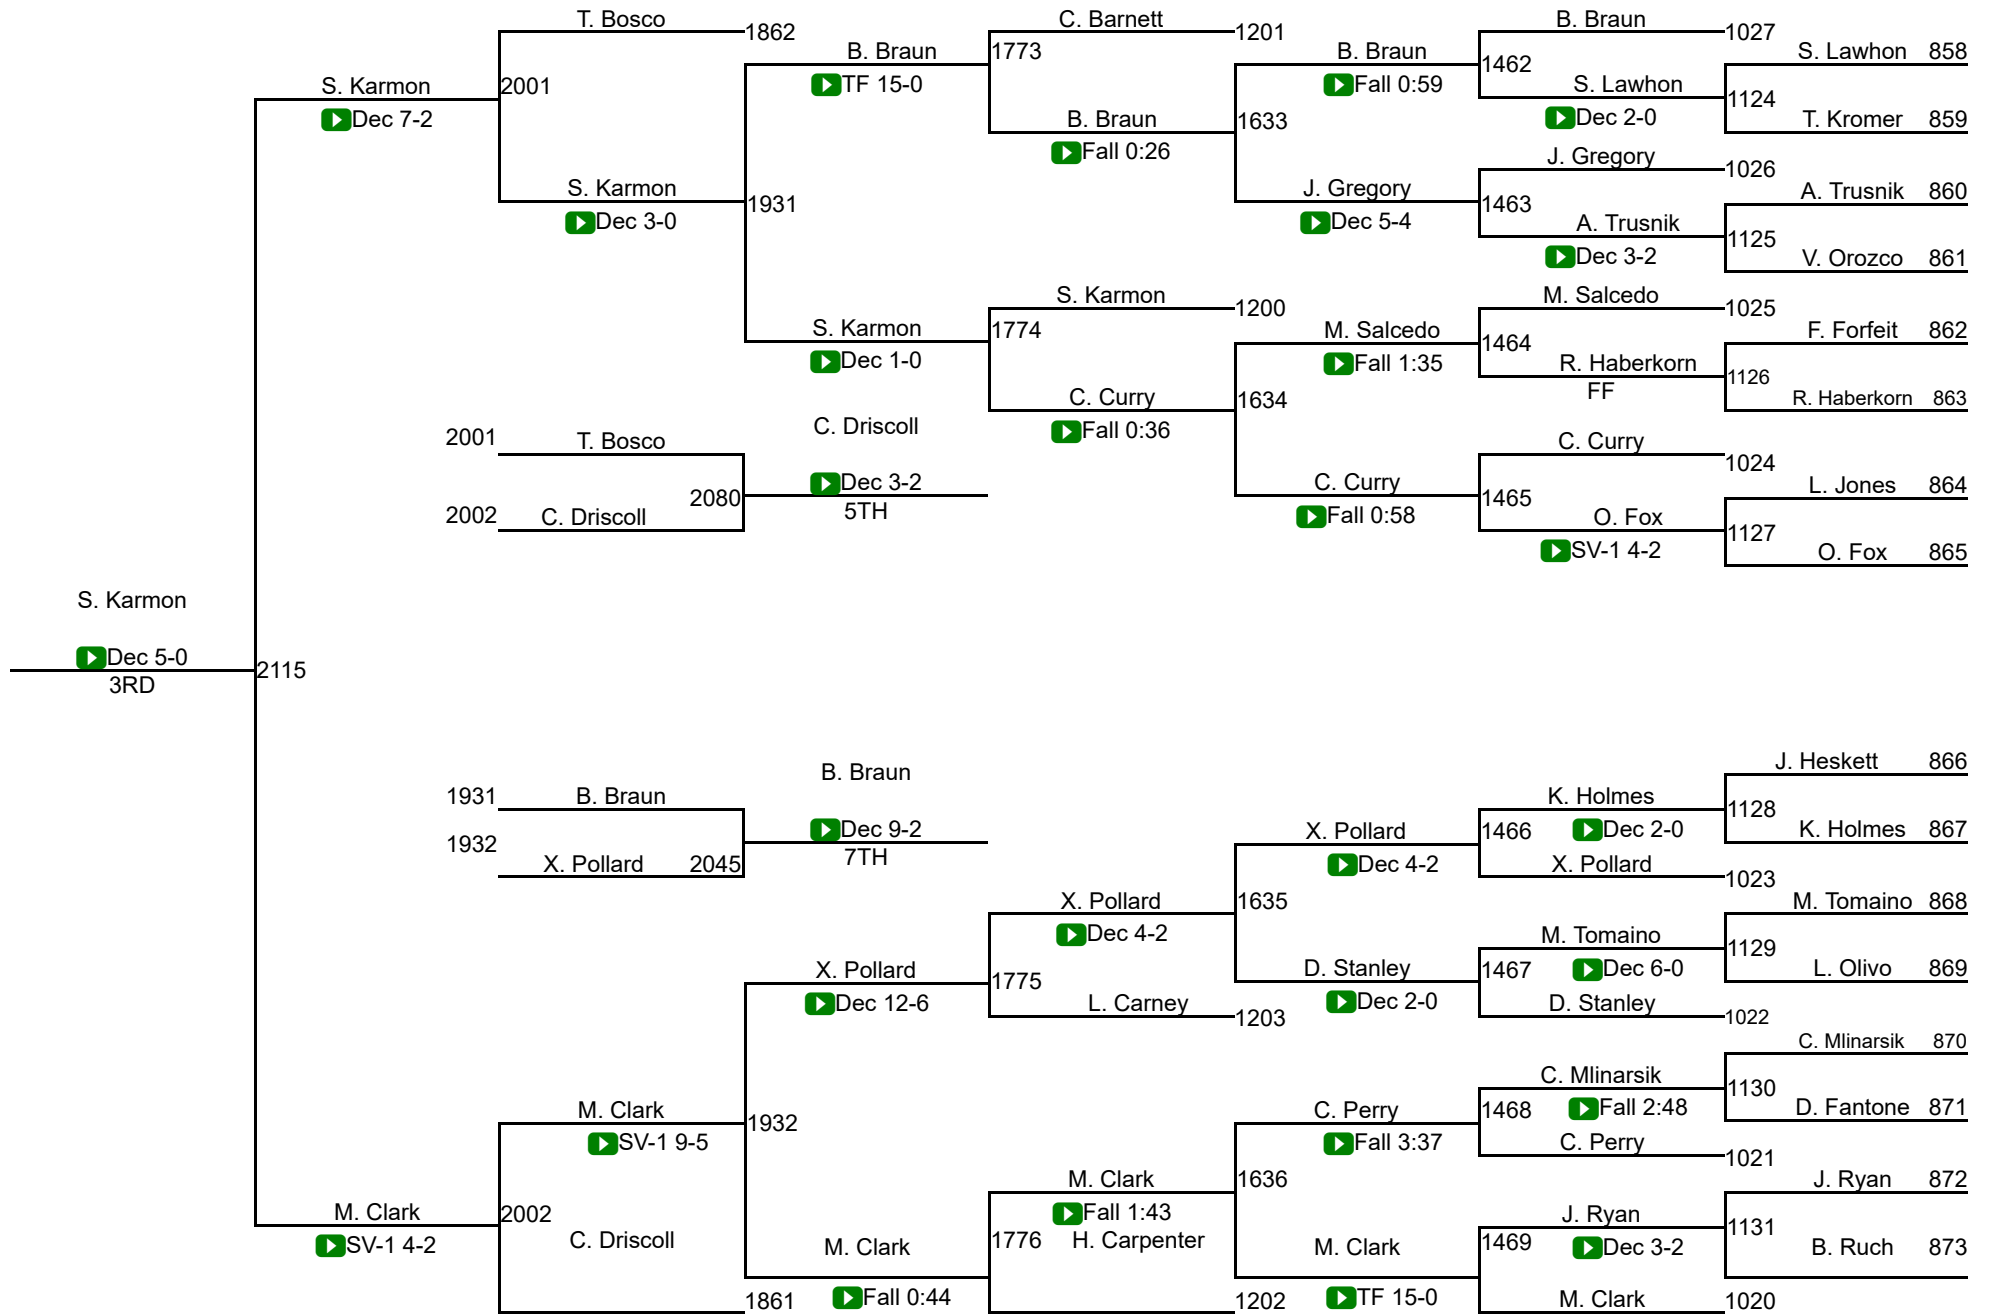 T. Bosco
1862
C. Barnett
1201
B. Braun
1027
B. Braun
1773
B. Braun
S. Lawhon 858
S. Karmon
2001
TF 15-0
Fall 0:59
1462
S. Lawhon
1124
Dec 7-2
B. Braun
1633
Dec 2-0
T. Kromer 859
Fall 0:26
J. Gregory
1026
S. Karmon
1931
J. Gregory
1463
A. Trusnik 860
Dec 3-0
Dec 5-4
A. Trusnik
1125
Dec 3-2
V. Orozco 861
S. Karmon
1200
M. Salcedo
1025
S. Karmon
1774
M. Salcedo
1464
F. Forfeit 862
Dec 1-0
Fall 1:35
R. Haberkorn
1126
C. Curry
1634
FF
R. Haberkorn 863
C. Driscoll
Fall 0:36
2001
T. Bosco
C. Curry
1024
Dec 3-2
C. Curry
1465
L. Jones 864
2080
5TH
Fall 0:58
2002
C. Driscoll
O. Fox
1127
SV-1 4-2
O. Fox 865
S. Karmon
Dec 5-0
2115
3RD
B. Braun
J. Heskett 866
1931
B. Braun
K. Holmes
1128
Dec 9-2
X. Pollard
1466
Dec 2-0
K. Holmes 867
1932
X. Pollard
2045
7TH
Dec 4-2
X. Pollard
1023
X. Pollard
1635
M. Tomaino 868
Dec 4-2
M. Tomaino
1129
X. Pollard
1775
D. Stanley
1467
Dec 6-0
L. Olivo 869
Dec 12-6
L. Carney
1203
Dec 2-0
D. Stanley
1022
C. Mlinarsik 870
C. Mlinarsik
1130
M. Clark
1932
C. Perry
1468
Fall 2:48
D. Fantone 871
SV-1 9-5
Fall 3:37
C. Perry
1021
M. Clark
1636
J. Ryan 872
M. Clark
2002
Fall 1:43
J. Ryan
1131
SV-1 4-2
C. Driscoll
M. Clark
1776
H. Carpenter
M. Clark
1469
Dec 3-2
B. Ruch 873
1861
Fall 0:44
1202
TF 15-0
M. Clark
1020